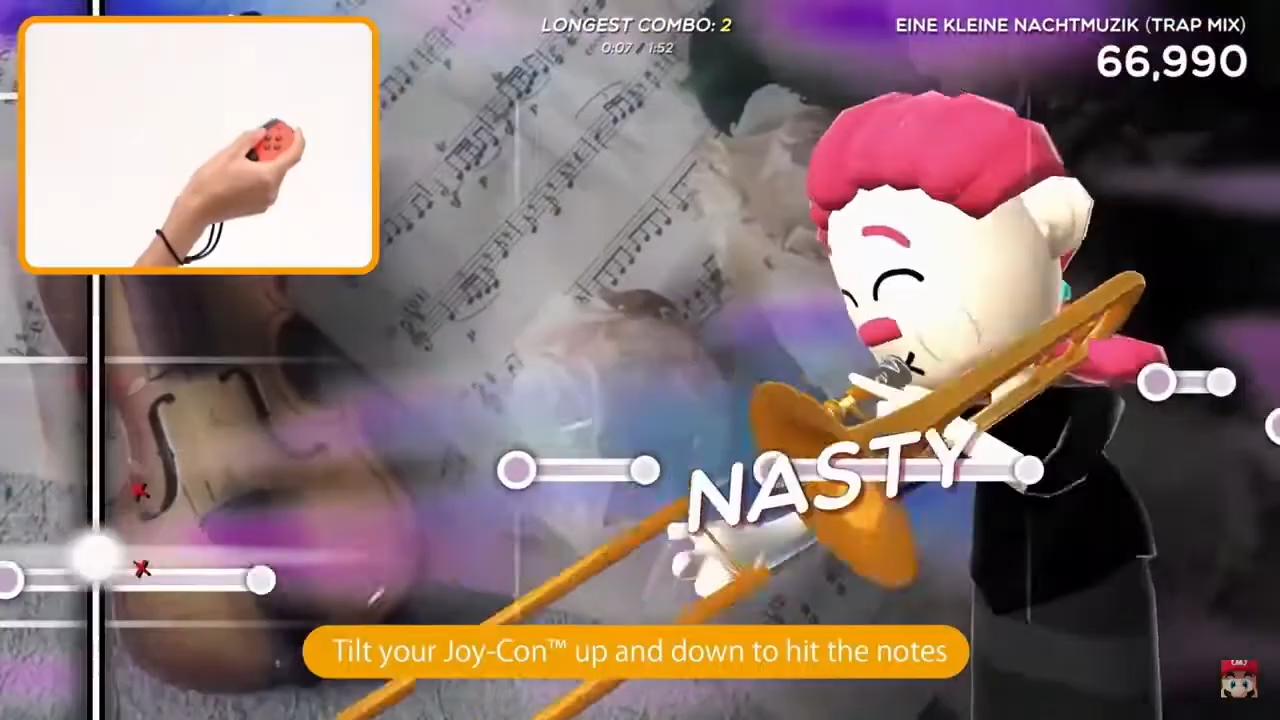 LONGEST COMBO: 2
0:07 / 1:52
EINE KLEINE NACHTMUZIK (TRAP MIX)
66,990
NASTY
Tilt your Joy-Con™ up and down to hit the notes